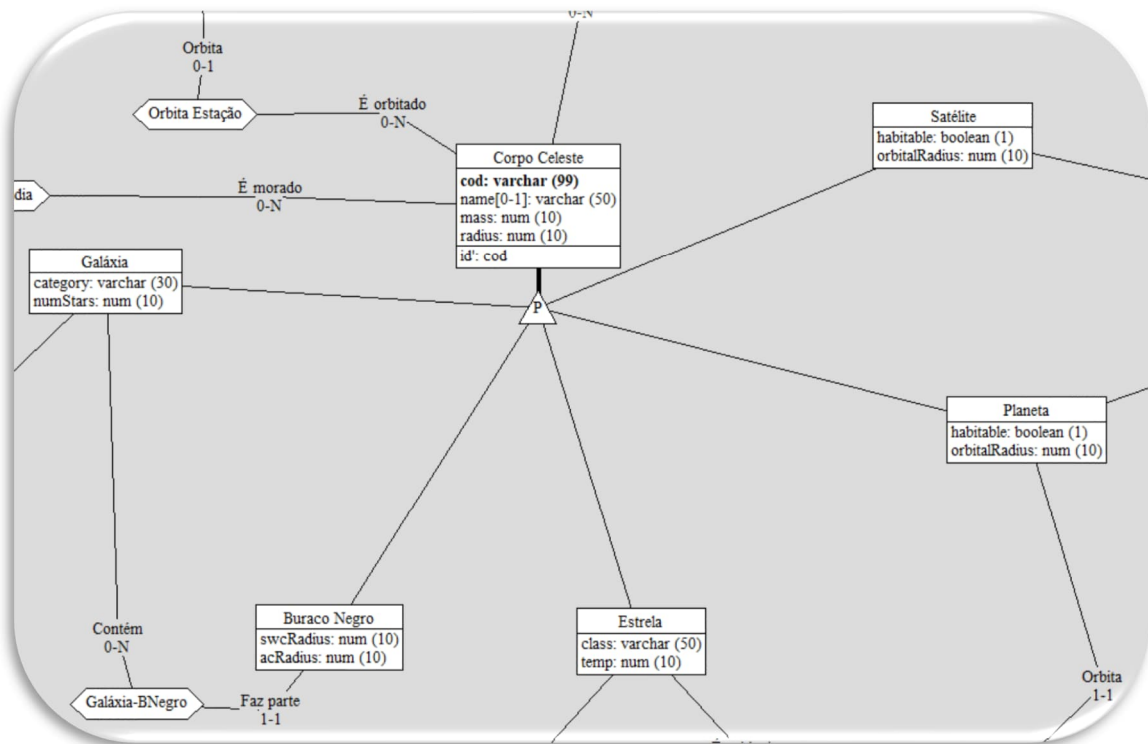 0-N
Orbita
0-1
Orbita Estação
É orbitado
0-N
Satélite
habitable: boolean (1)
orbitalRadius: num (10)
Corpo Celeste
cod: varchar (99)
name[0-1]: varchar (50)
mass: num (10)
radius: num (10)
id': cod
dia
É morado
0-N
Galáxia
category: varchar (30)
numStars: num (10)
P
Planeta
habitable: boolean (1)
orbitalRadius: num (10)
Buraco Negro
swcRadius: num (10)
acRadius: num (10)
Estrela
class: varchar (50)
temp: num (10)
Contém
0-N
Galáxia-BNegro
Faz parte
1-1
Orbita
1-1